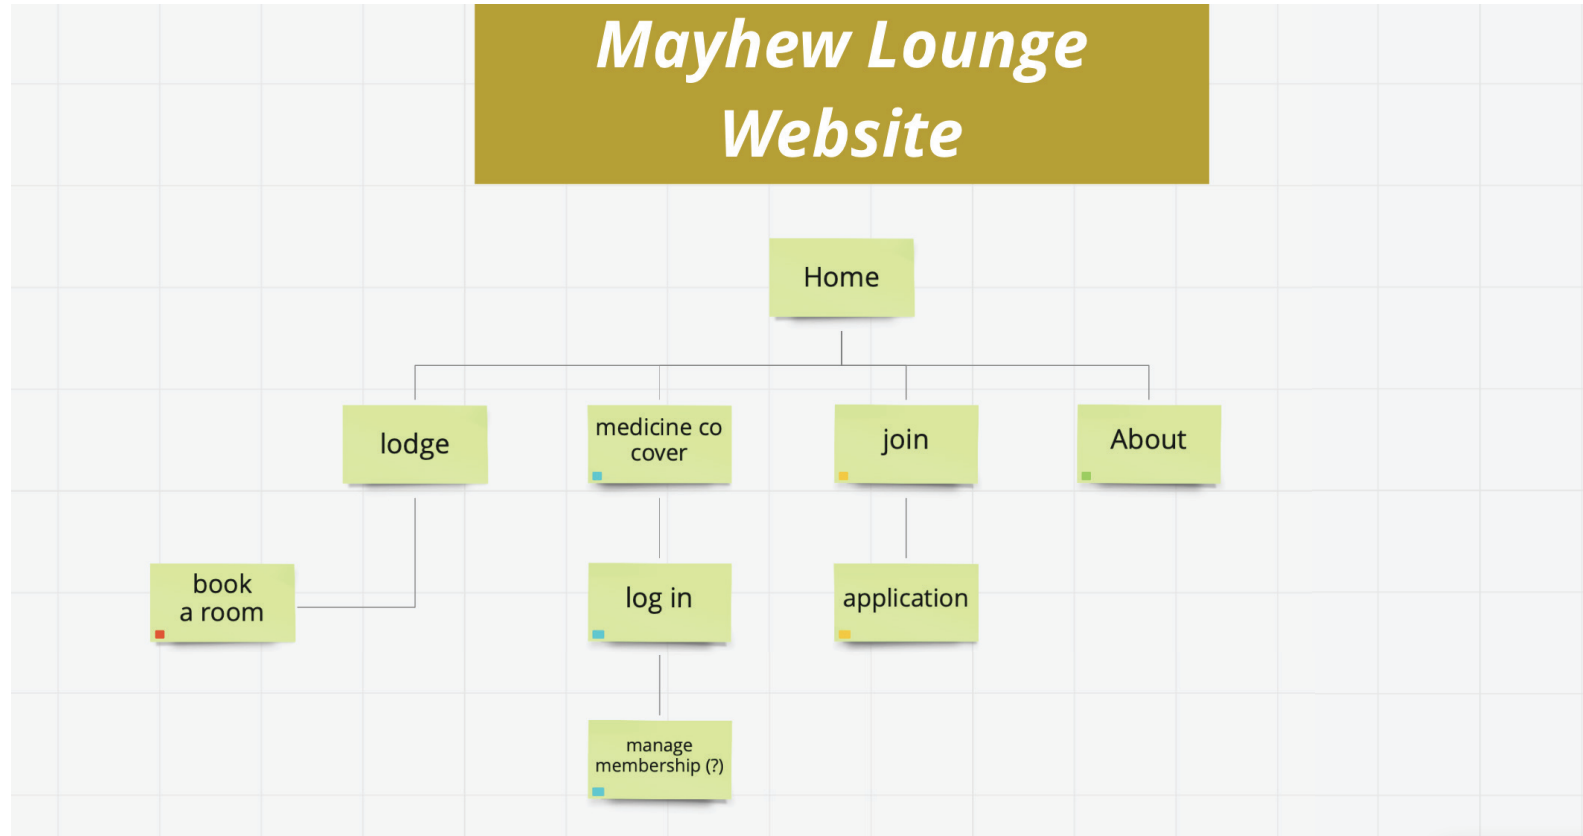 Mayhew Lounge
Website
Home
lodge
medicine co
cover
join
About
book
a room
log in
application
manage
membership (?)